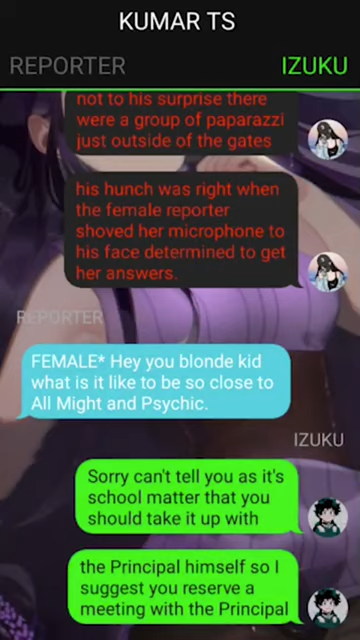 KUMAR TS
REPORTER
IZUKU
not to his surprise there
were a group of paparazzi
just outside of the gates
his hunch was right when
the female reporter
shoved her microphone to
his face determined to get
her answers.
REPORTER
FEMALE* Hey you blonde kid
what is it like to be so close to
All Might and Psychic.
IZUKU
Sorry can't tell you as it's
school matter that you
should take it up with
the Principal himself so I
suggest you reserve a
meeting with the Principal